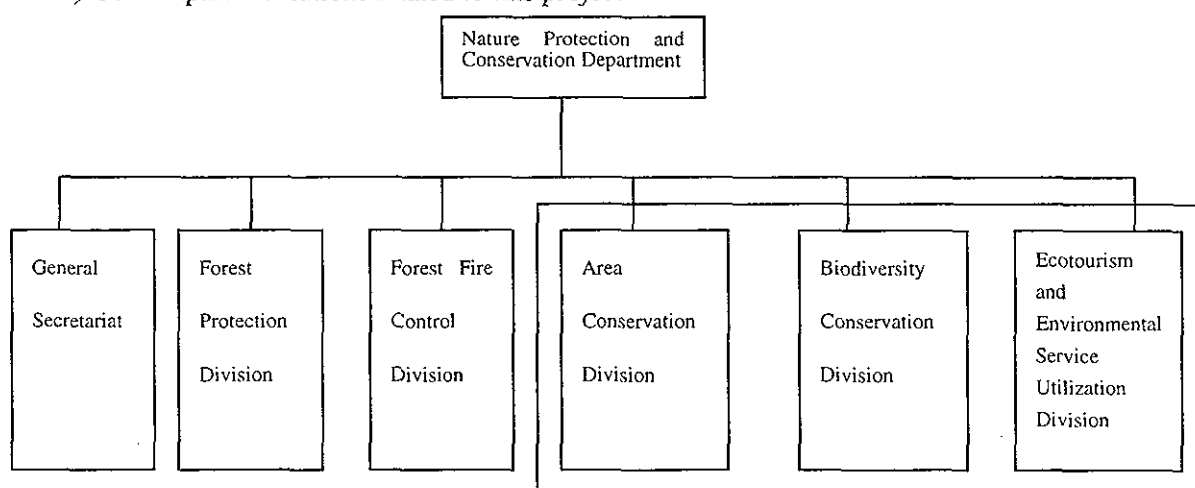 Nature Protection and
Conservation Department
General
Secretariat
Forest
Protection
Division
Forest Fire
Control
Division
Area
Conservation
Division
Biodiversity
Conservation
Division
Ecotourism
and
Environmental
Service
Utilization
Division